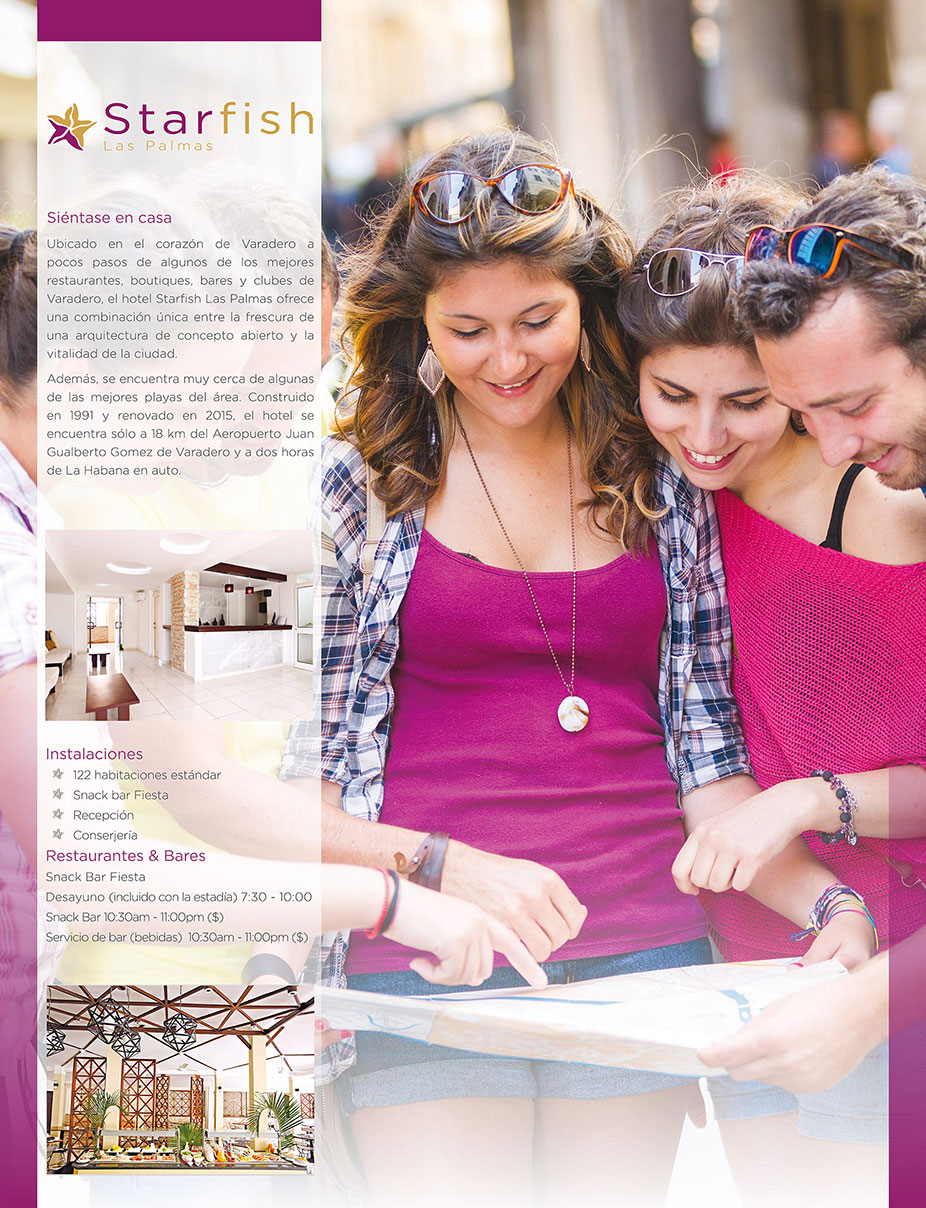 Starfish
Las Palmas
Siéntase en casa
Ubicado en el corazón de Varadero a
pocos pasos de algunos de los mejores
restaurantes, boutiques, bares y clubes de
Varadero, el hotel Starfish Las Palmas ofrece
una combinación única entre la frescura de
una arquitectura de concepto abierto y la
vitalidad de la ciudad.
Además, se encuentra muy cerca de algunas
de las mejores playas del área. Construido
en 1991 y renovado en 2015, el hotel se
encuentra sólo a 18 km del Aeropuerto Juan
Gualberto Gomez de Varadero y a dos horas
de La Habana en auto.
Instalaciones
122 habitaciones estándar
Snack bar Fiesta
Recepción
Conserjería
Restaurantes & Bares
Snack Bar Fiesta
Desayuno (incluido con la estadía) 7:30 - 10:00
Snack Bar 10:30am - 11:00pm ($)
Servicio de bar (bebidas) 10:30am - 11:00pm ($)